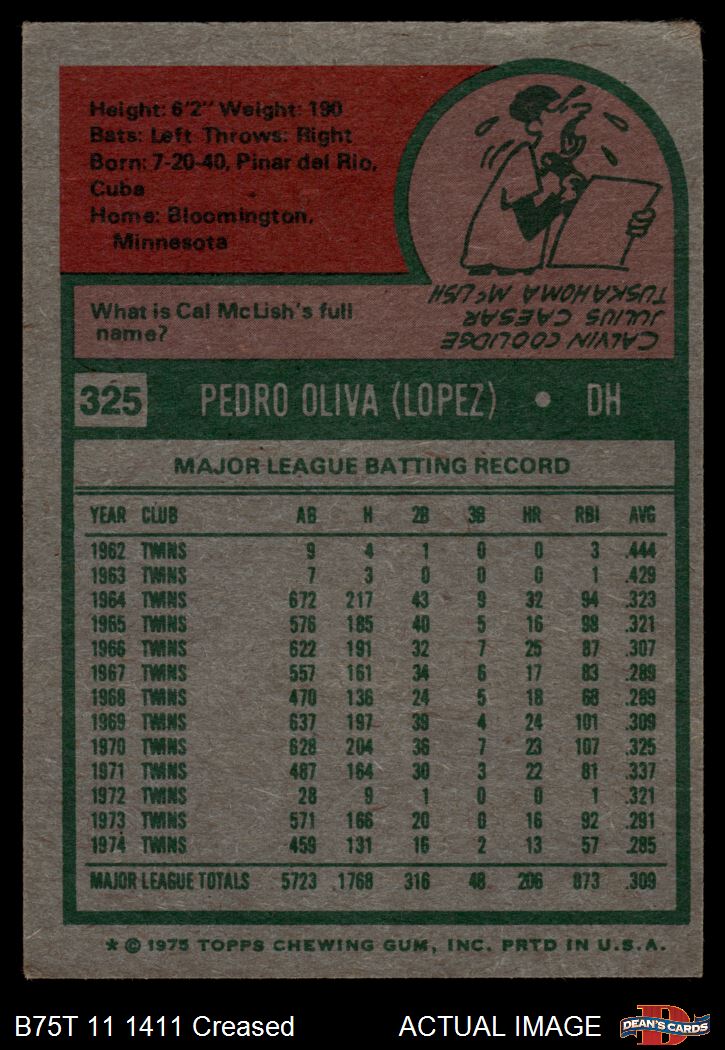 Height: 6'2" Weight: 190
Bats: Left Throws: Right
Born: 7-20-40, Pinar del Rio,
Cuba
Home: Bloomington,
Minnesota
What is Cal McLish's full
name?
CALVIN COOLIDGE
JULIUS CAESAR
TUSKAHOMA McLISH
325 PEDRO OLIVA (LOPEZ) • DH
MAJOR LEAGUE BATTING RECORD
YEAR CLUB AB H 2B 3B HR RBI AVG
1962 TWINS 9 4 1 0 0 3 .444
1963 TWINS 7 3 0 0 0 1 .429
1964 TWINS 672 217 43 9 32 94 .323
1965 TWINS 576 185 40 5 16 98 .321
1966 TWINS 622 191 32 7 25 87 .307
1967 TWINS 557 161 34 6 17 83 .289
1968 TWINS 470 136 24 5 18 68 .289
1969 TWINS 637 197 39 4 24 101 .309
1970 TWINS 628 204 36 7 23 107 .325
1971 TWINS 487 164 30 3 22 81 .337
1972 TWINS 28 9 1 0 0 1 .321
1973 TWINS 571 166 20 0 16 92 .291
1974 TWINS 459 131 16 2 13 57 .285
MAJOR LEAGUE TOTALS 5723 1768 316 48 206 873 .309
* © 1975 TOPPS CHEWING GUM, INC. PRTD IN U.S.A.
B75T 11 1411 Creased ACTUAL IMAGE
D
DEAN'S CARDS